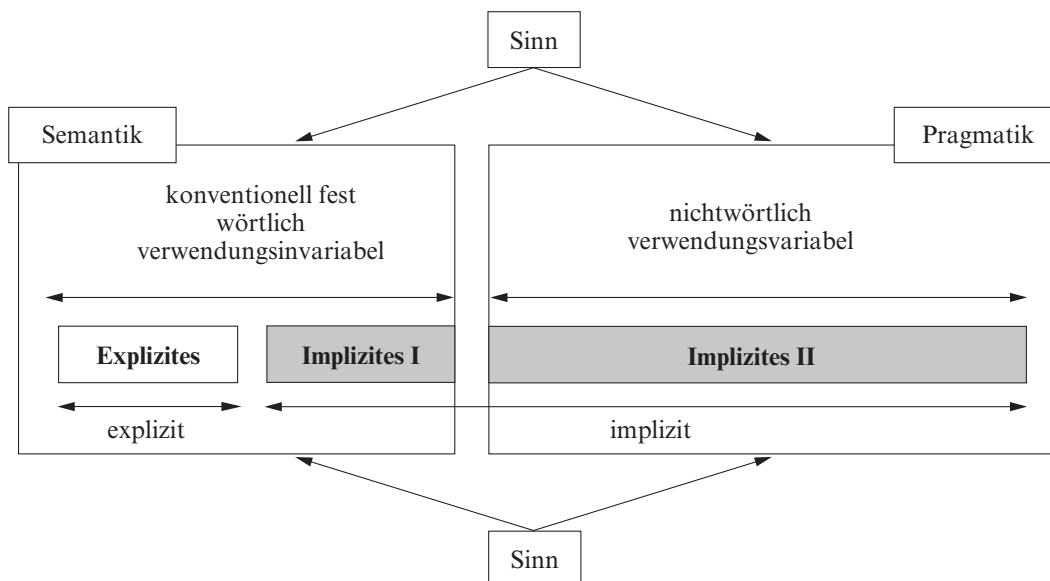 Sinn
Semantik
Pragmatik
konventionell fest
wörtlich
verwendungsinvariabel
nichtwörtlich
verwendungsvariabel
Explizites
Implizites I
Implizites II
explizit
implizit
Sinn